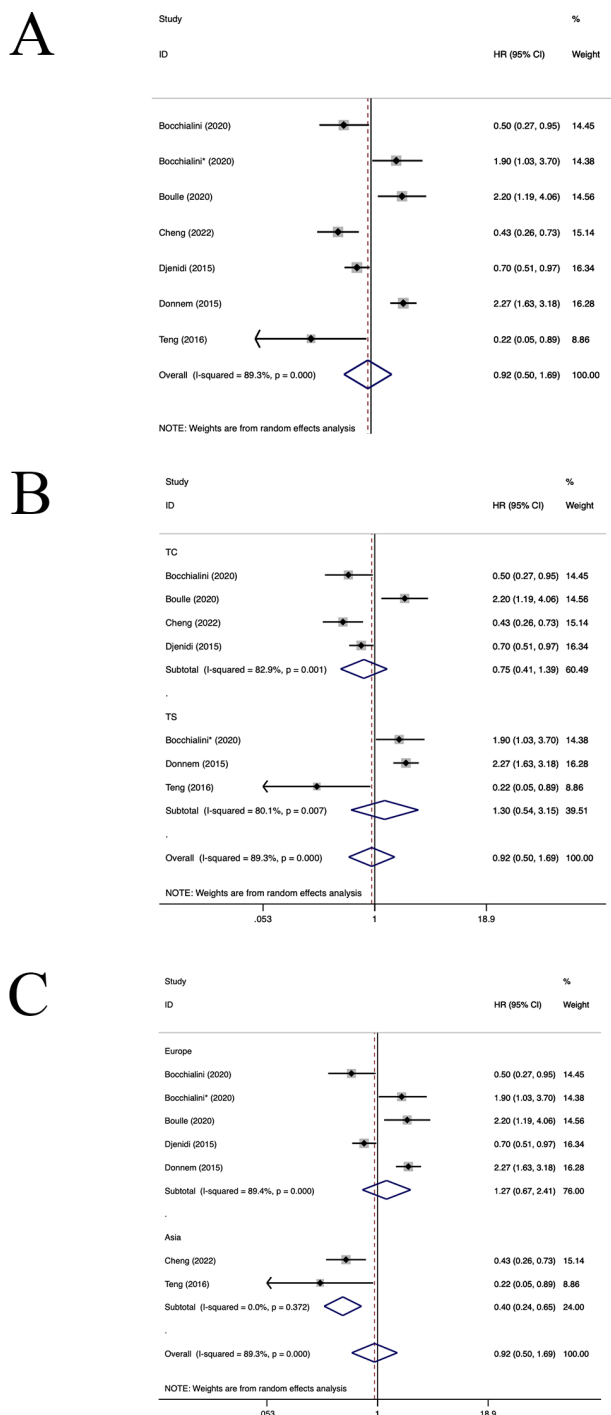 A
Study %
ID HR (95% CI) Weight
Bocchialini (2020) 0.50 (0.27, 0.95) 14.45
Bocchialini* (2020) 1.90 (1.03, 3.70) 14.38
Boulle (2020) 2.20 (1.19, 4.06) 14.56
Cheng (2022) 0.43 (0.26, 0.73) 15.14
Djenidi (2015) 0.70 (0.51, 0.97) 16.34
Donnem (2015) 2.27 (1.63, 3.18) 16.28
Teng (2016) 0.22 (0.05, 0.89) 8.86
Overall (I-squared = 89.3%, p = 0.000) 0.92 (0.50, 1.69) 100.00
NOTE: Weights are from random effects analysis
B
Study %
ID HR (95% CI) Weight
TC
Bocchialini (2020) 0.50 (0.27, 0.95) 14.45
Boulle (2020) 2.20 (1.19, 4.06) 14.56
Cheng (2022) 0.43 (0.26, 0.73) 15.14
Djenidi (2015) 0.70 (0.51, 0.97) 16.34
Subtotal (I-squared = 82.9%, p = 0.001) 0.75 (0.41, 1.39) 60.49
.
TS
Bocchialini* (2020) 1.90 (1.03, 3.70) 14.38
Donnem (2015) 2.27 (1.63, 3.18) 16.28
Teng (2016) 0.22 (0.05, 0.89) 8.86
Subtotal (I-squared = 80.1%, p = 0.007) 1.30 (0.54, 3.15) 39.51
.
Overall (I-squared = 89.3%, p = 0.000) 0.92 (0.50, 1.69) 100.00
NOTE: Weights are from random effects analysis
.053 1 18.9
C
Study %
ID HR (95% CI) Weight
Europe
Bocchialini (2020) 0.50 (0.27, 0.95) 14.45
Bocchialini* (2020) 1.90 (1.03, 3.70) 14.38
Boulle (2020) 2.20 (1.19, 4.06) 14.56
Djenidi (2015) 0.70 (0.51, 0.97) 16.34
Donnem (2015) 2.27 (1.63, 3.18) 16.28
Subtotal (I-squared = 89.4%, p = 0.000) 1.27 (0.67, 2.41) 76.00
.
Asia
Cheng (2022) 0.43 (0.26, 0.73) 15.14
Teng (2016) 0.22 (0.05, 0.89) 8.86
Subtotal (I-squared = 0.0%, p = 0.372) 0.40 (0.24, 0.65) 24.00
.
Overall (I-squared = 89.3%, p = 0.000) 0.92 (0.50, 1.69) 100.00
NOTE: Weights are from random effects analysis
.053 1 18.9